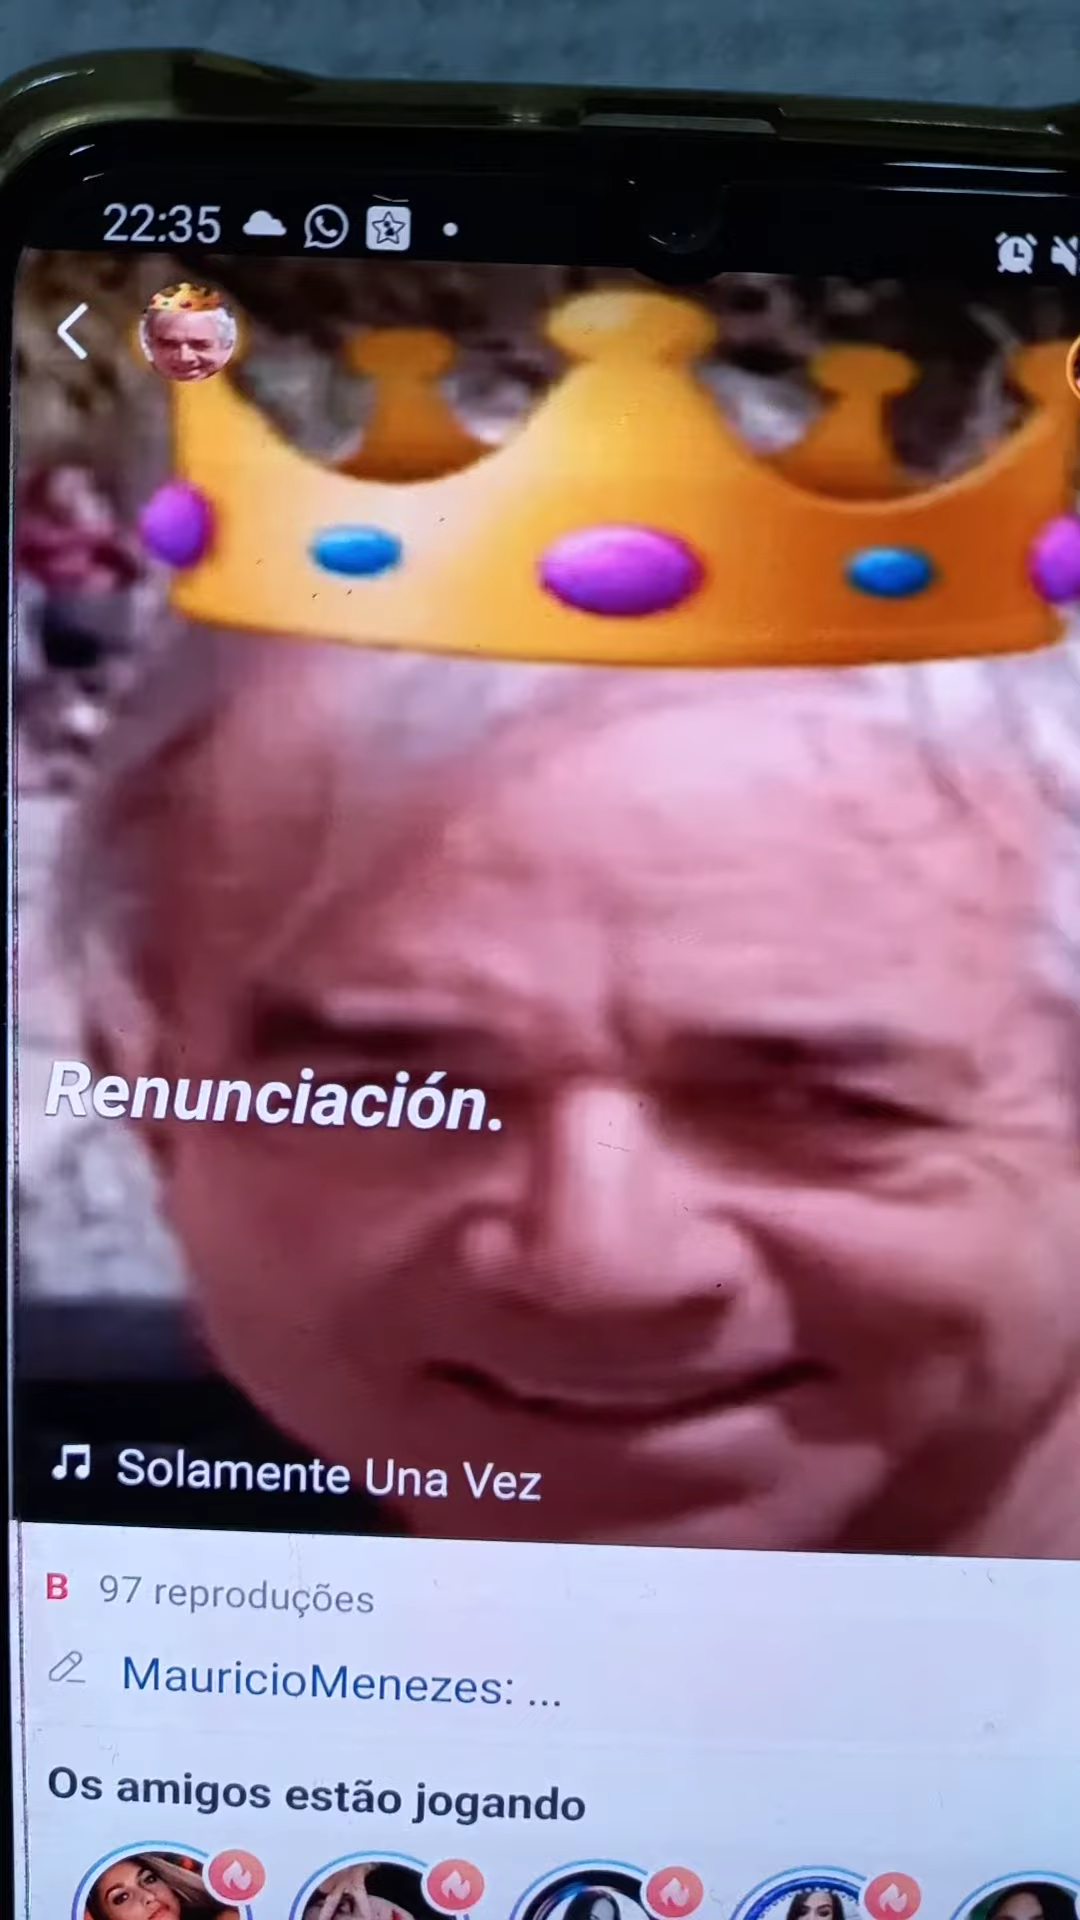 22:35
Renunciación.
Solamente Una Vez
B 97 reproduções
MauricioMenezes: ...
Os amigos estão jogando